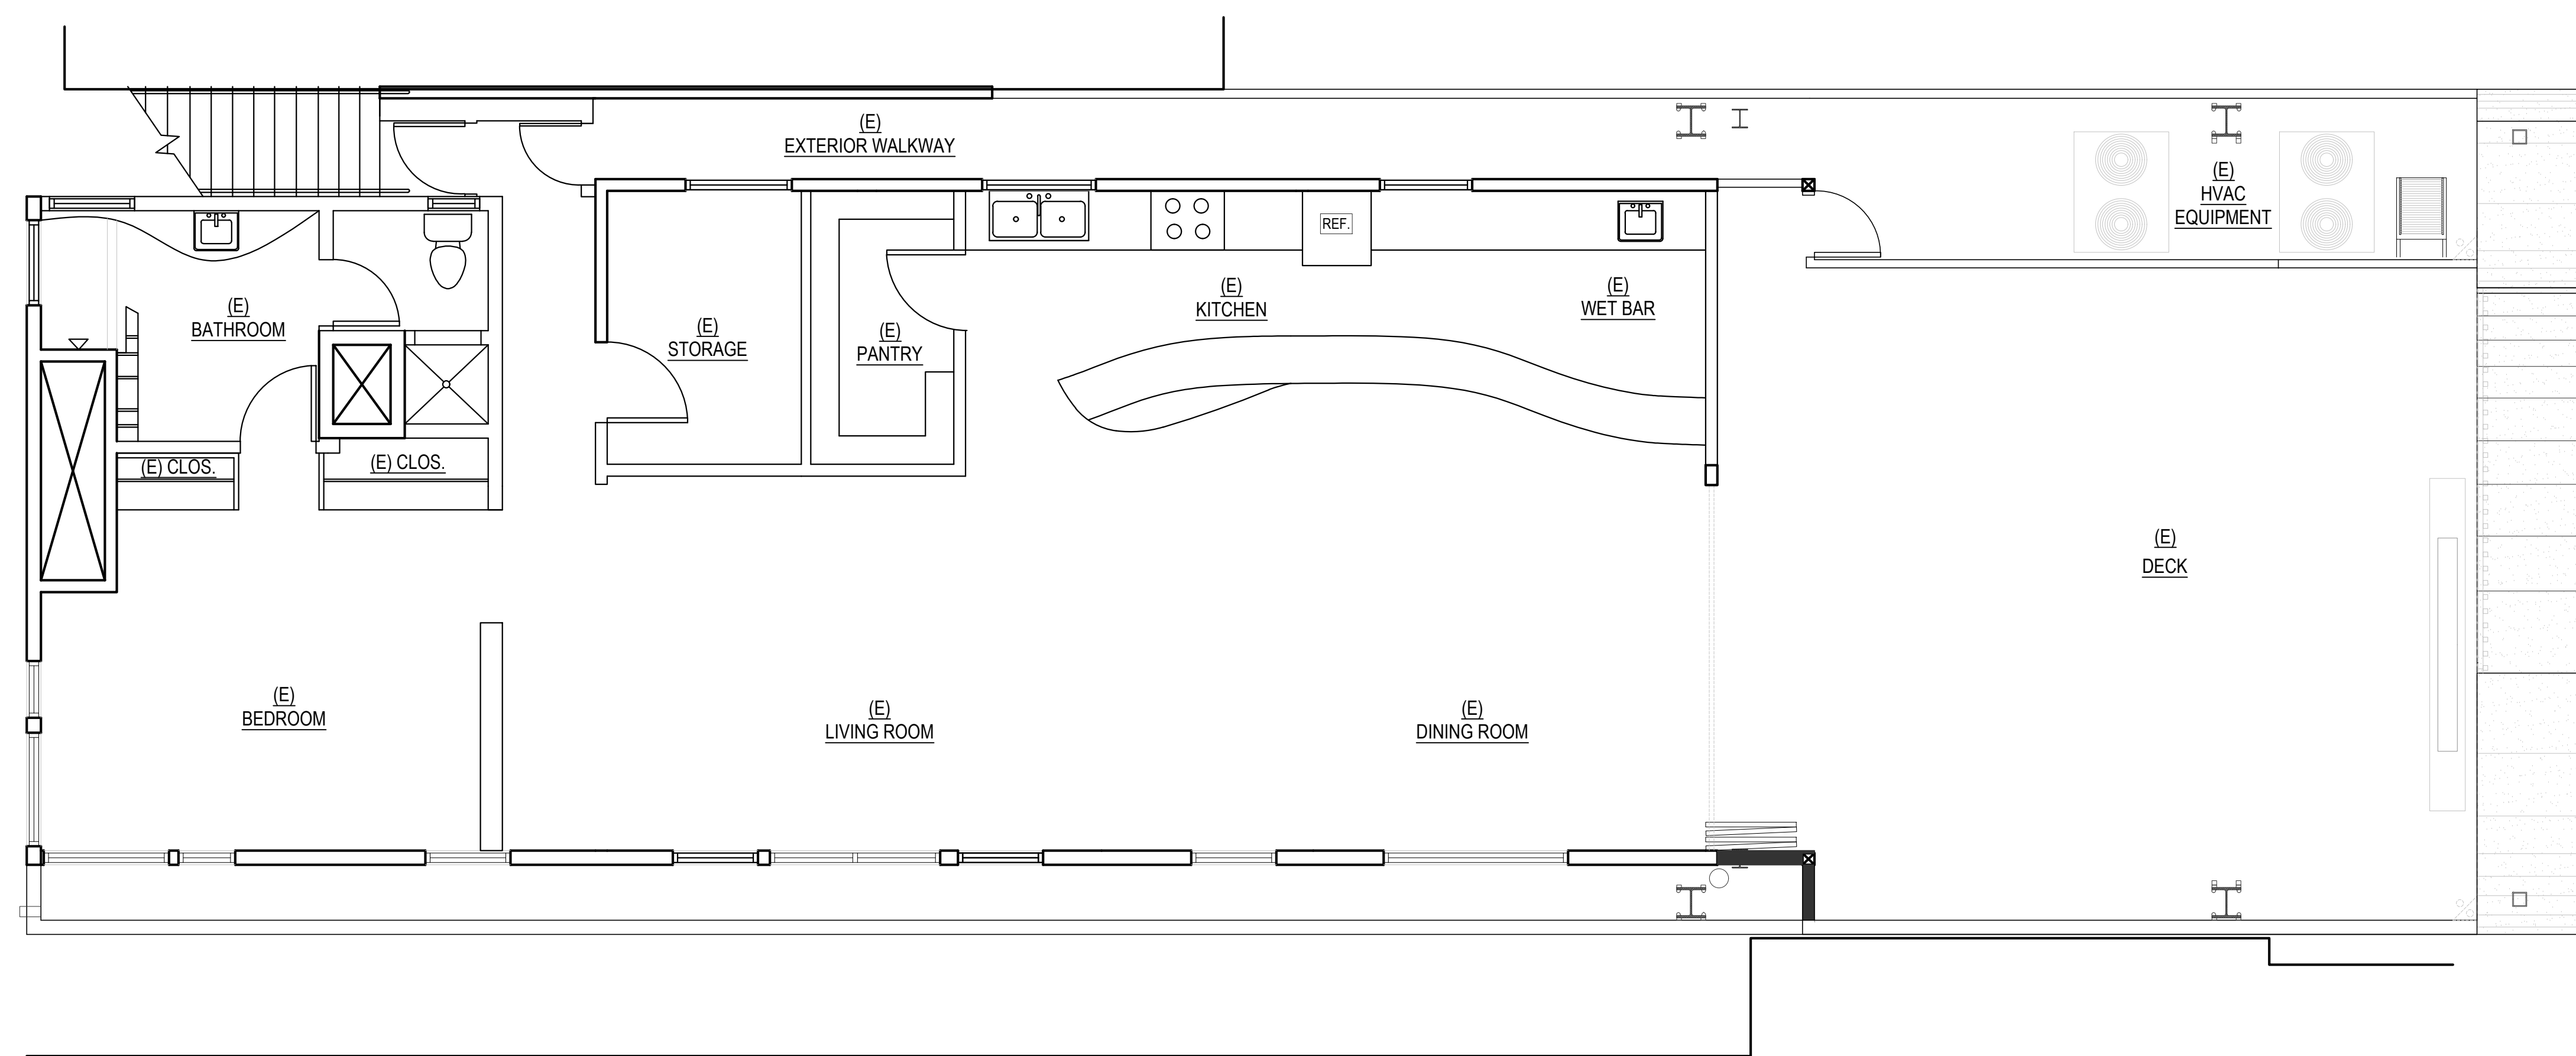 (E)
EXTERIOR WALKWAY
(E)
HVAC
EQUIPMENT
REF.
(E)
BATHROOM
(E)
STORAGE
(E)
PANTRY
(E)
KITCHEN
(E)
WET BAR
(E) CLOS.
(E) CLOS.
(E)
DECK
(E)
BEDROOM
(E)
LIVING ROOM
(E)
DINING ROOM